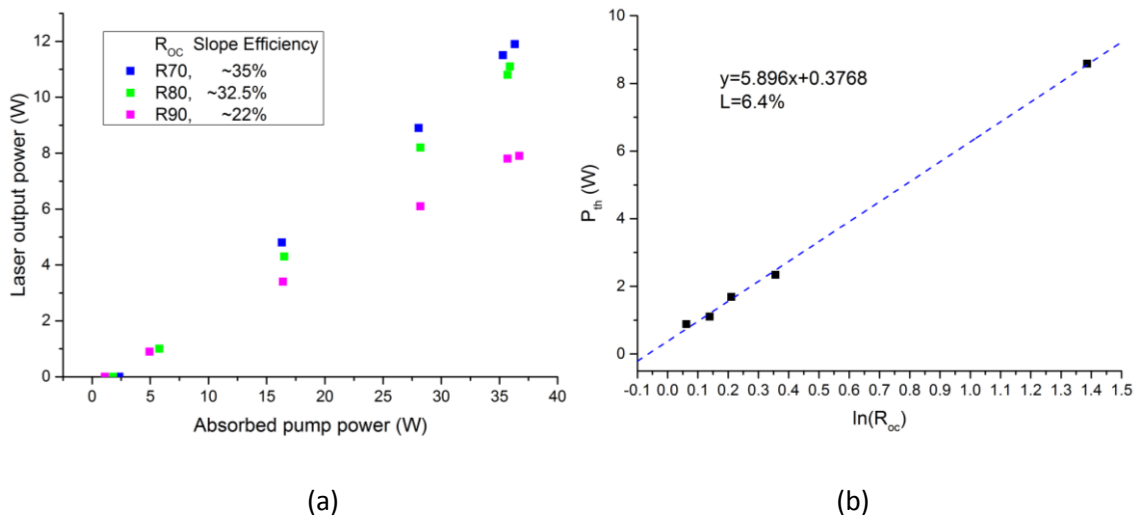 R_OC Slope Efficiency
R70, ~35%
R80, ~32.5%
R90, ~22%
12
10
8
6
4
2
0
Laser output power (W)
0 5 10 15 20 25 30 35 40
Absorbed pump power (W)
(a)
y=5.896x+0.3768
L=6.4%
10
8
6
4
2
0
P_th (W)
-0.1 0.0 0.1 0.2 0.3 0.4 0.5 0.6 0.7 0.8 0.9 1.0 1.1 1.2 1.3 1.4 1.5
ln(R_oc)
(b)